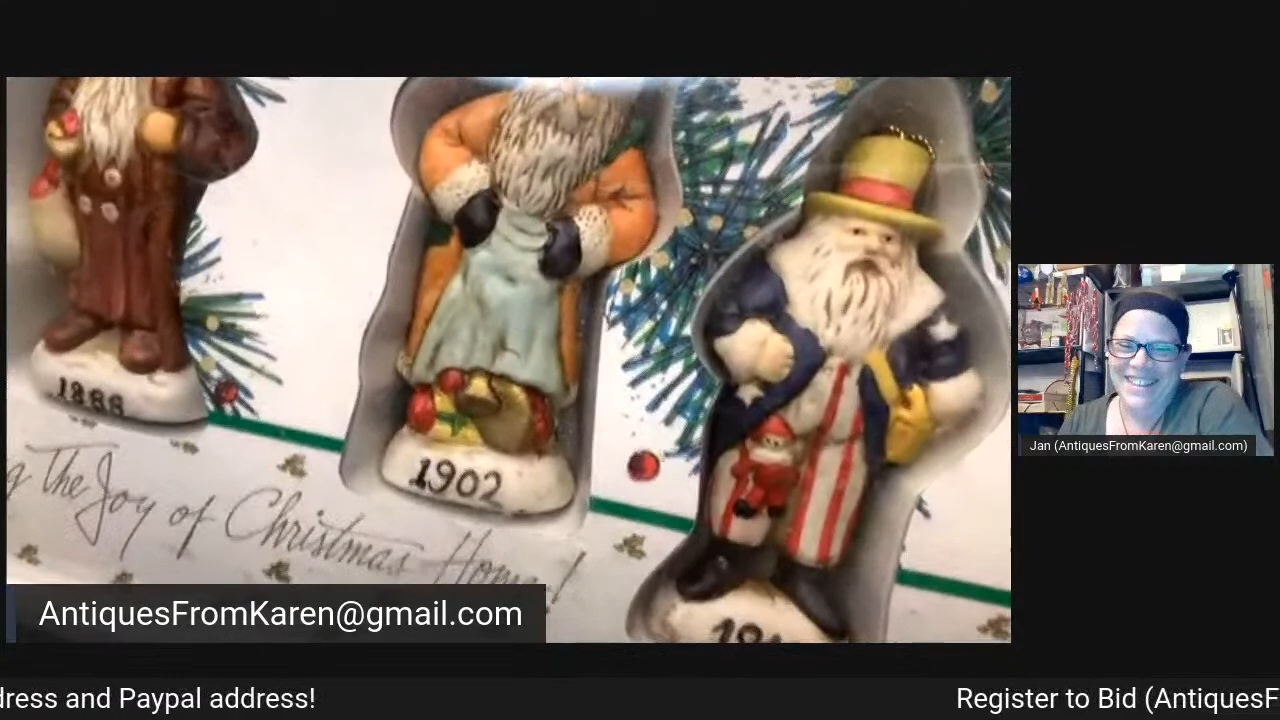 1888
1902
The Joy of Christmas Home!
AntiquesFromKaren@gmail.com
Jan (AntiquesFromKaren@gmail.com)
dress and Paypal address!
Register to Bid (AntiquesF